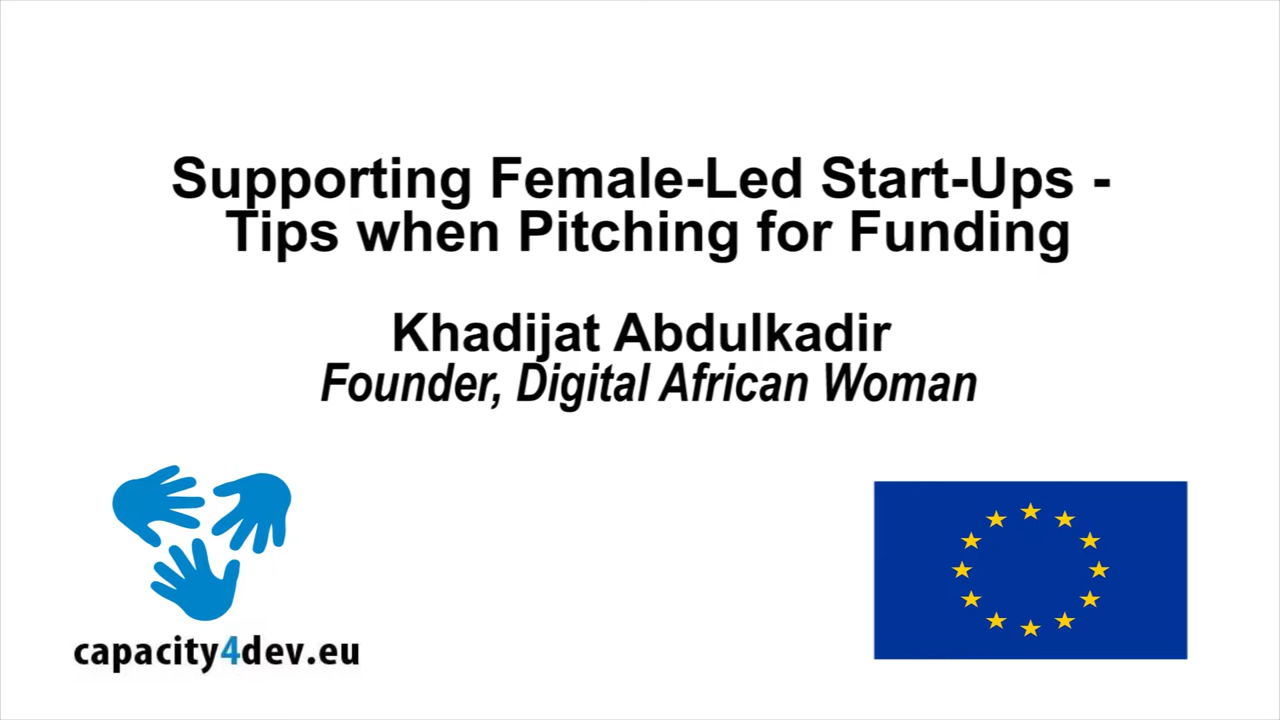 Supporting Female-Led Start-Ups -
Tips when Pitching for Funding
Khadijat Abdulkadir
Founder, Digital African Woman
capacity4dev.eu